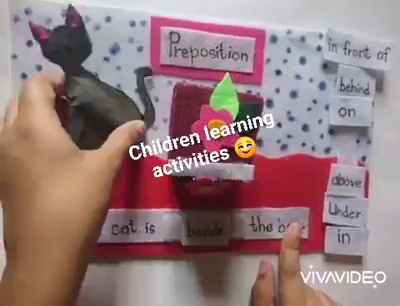 Preposition
in front of
behind
on
Children learning
activities 😊
above
under
in
cat is
beside
the
VIVAVIDEO